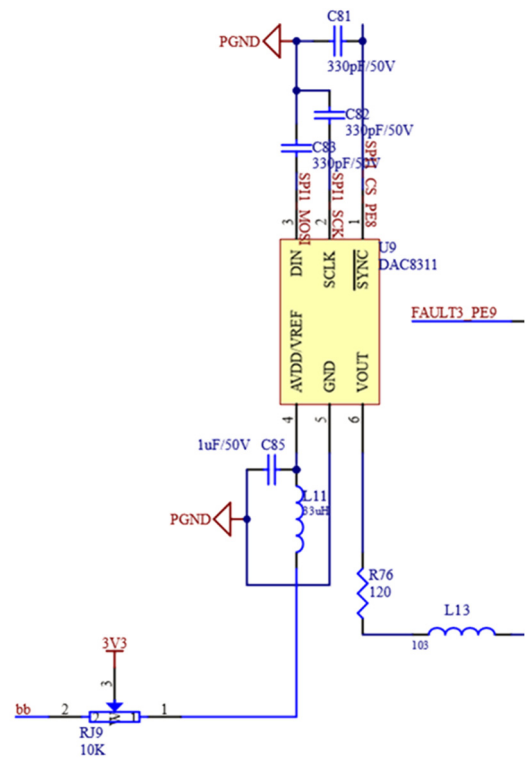 C81
PGND
330pF/50V
C82
330pF/50V
C83
330pF/50V
SPI1_MOSI
SPI1_SCK
SPI1_CS_PE8
3
2
1
U9
DAC8311
DIN
SCLK
SYNC
FAULT3_PE9
AVDD/VREF
GND
VOUT
4
5
6
1uF/50V
C85
L11
33uH
PGND
R76
120
L13
103
3V3
3
bb
2
2
W
1
1
RJ9
10K